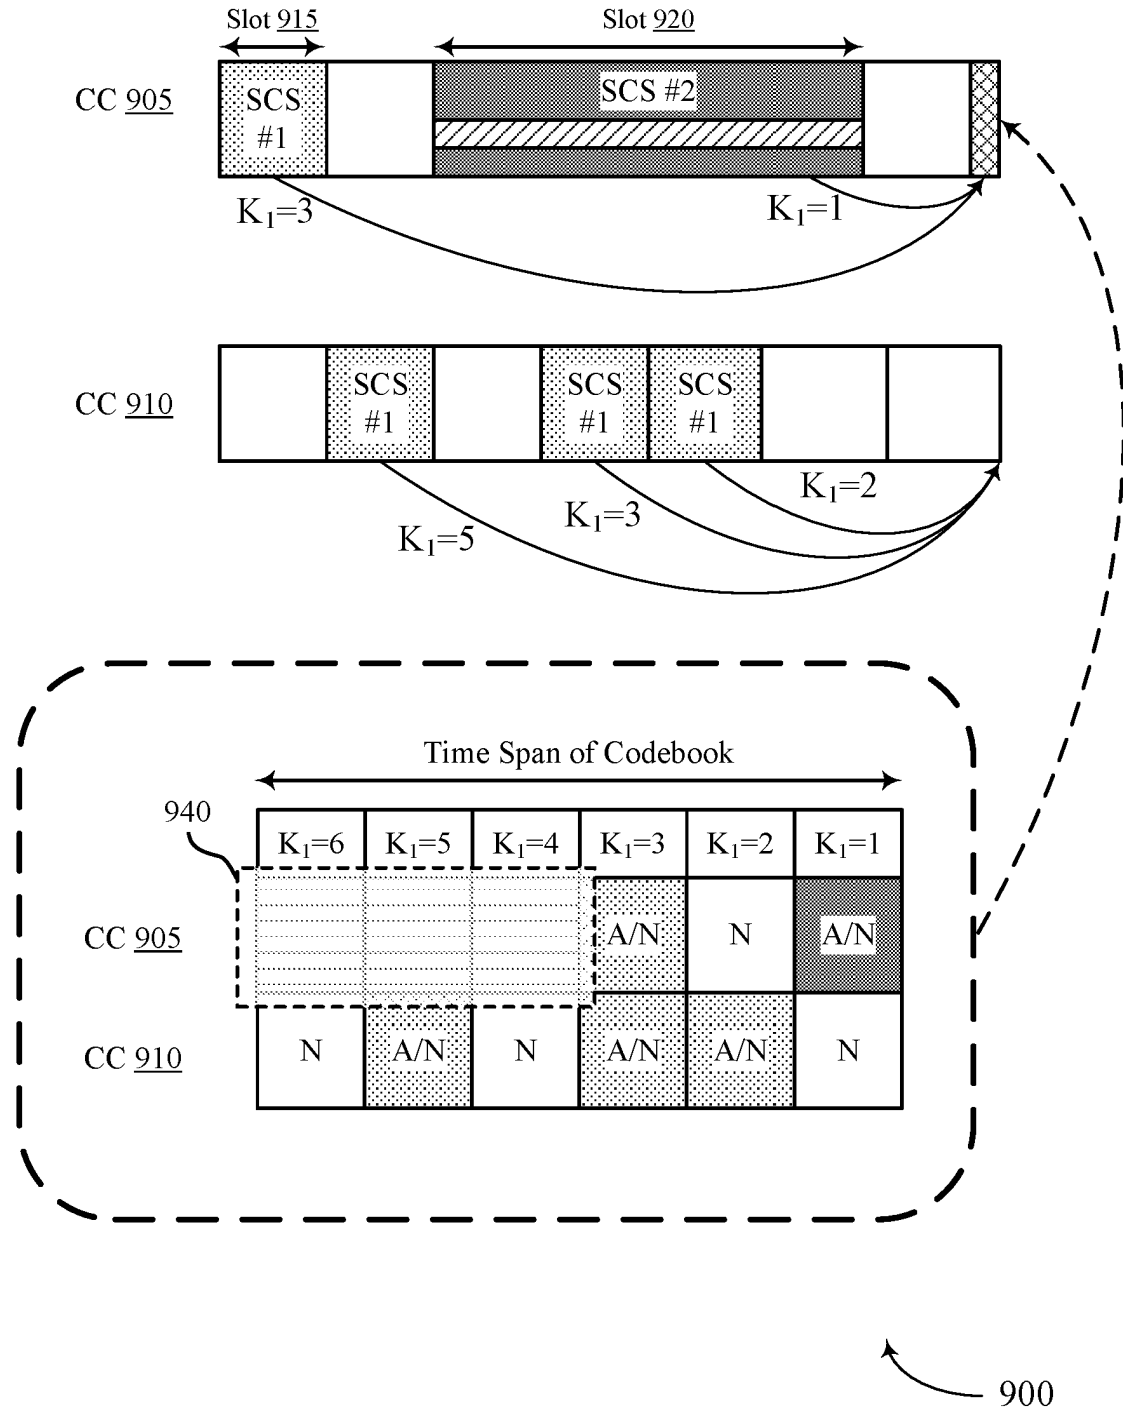 Slot 915
Slot 920
CC 905
SCS
#1
SCS #2
K₁=3
K₁=1
CC 910
SCS
#1
SCS
#1
SCS
#1
K₁=2
K₁=3
K₁=5
Time Span of Codebook
940
K₁=6 K₁=5 K₁=4 K₁=3 K₁=2 K₁=1
CC 905 A/N N A/N
CC 910 N A/N N A/N A/N N
900